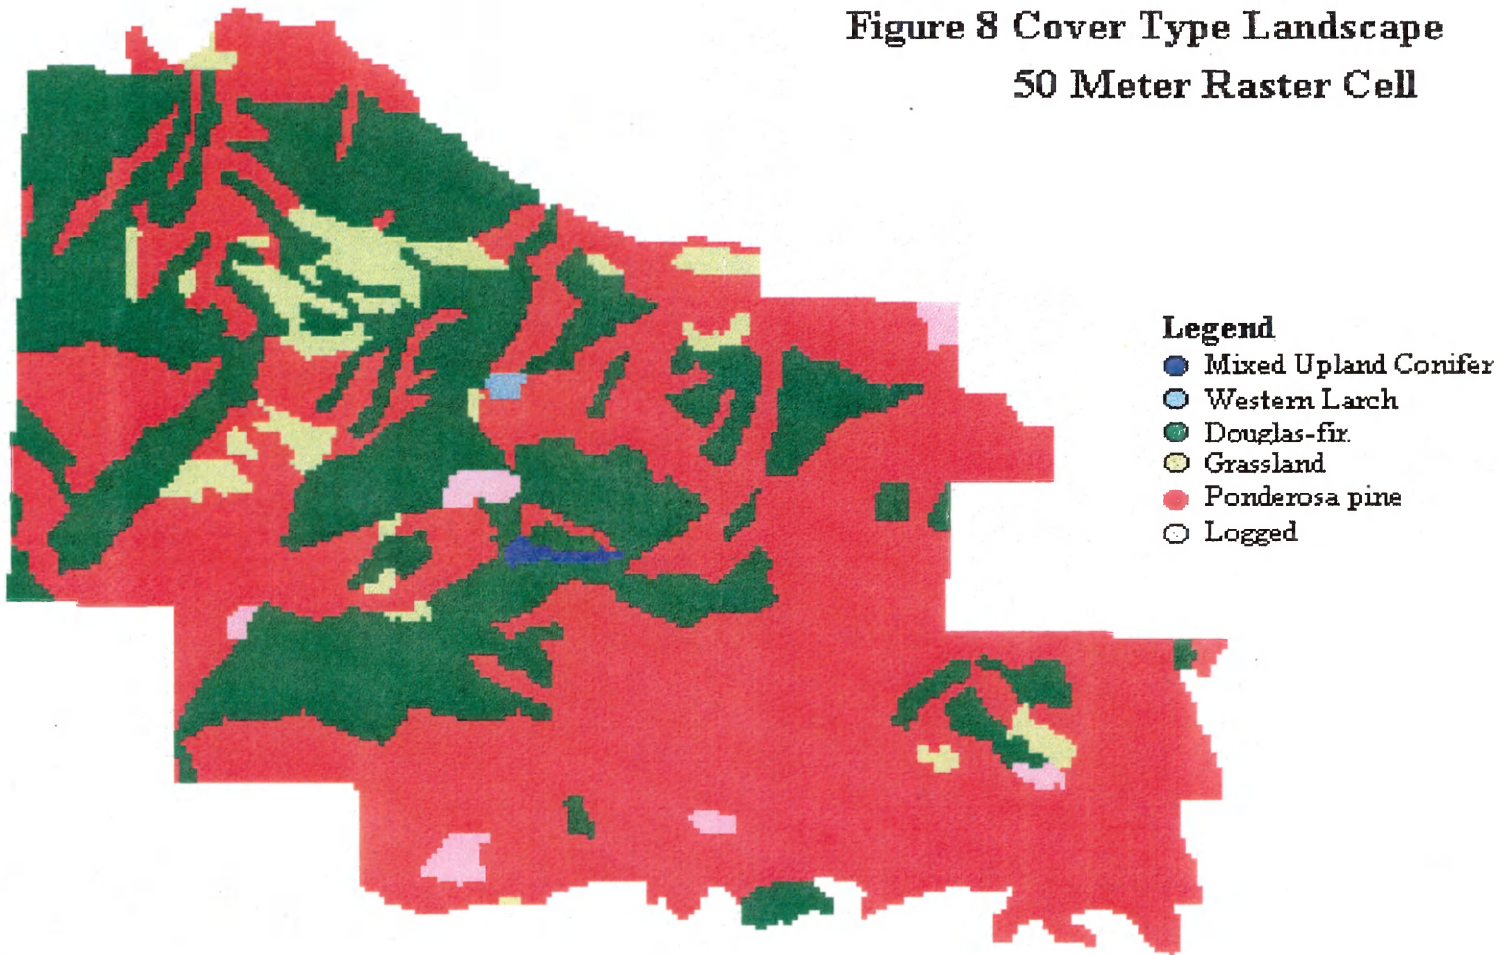 Figure 8 Cover Type Landscape
50 Meter Raster Cell
Legend
Mixed Upland Conifer
Western Larch
Douglas-fir.
Grassland
Ponderosa pine
Logged